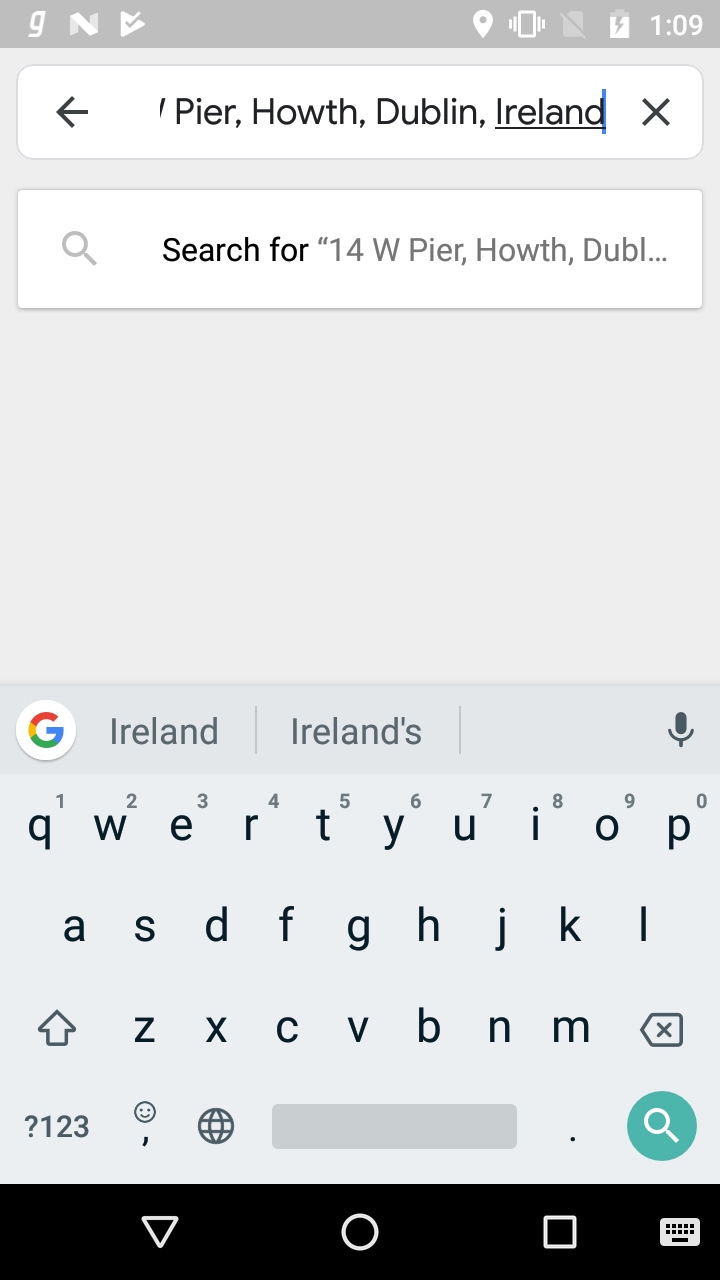 1:09
Pier, Howth, Dublin, Ireland
Search for “14 W Pier, Howth, Dubl...
Ireland Ireland's
1 2 3 4 5 6 7 8 9 0
q w e r t y u i o p
a s d f g h j k l
z x c v b n m
?123 , .